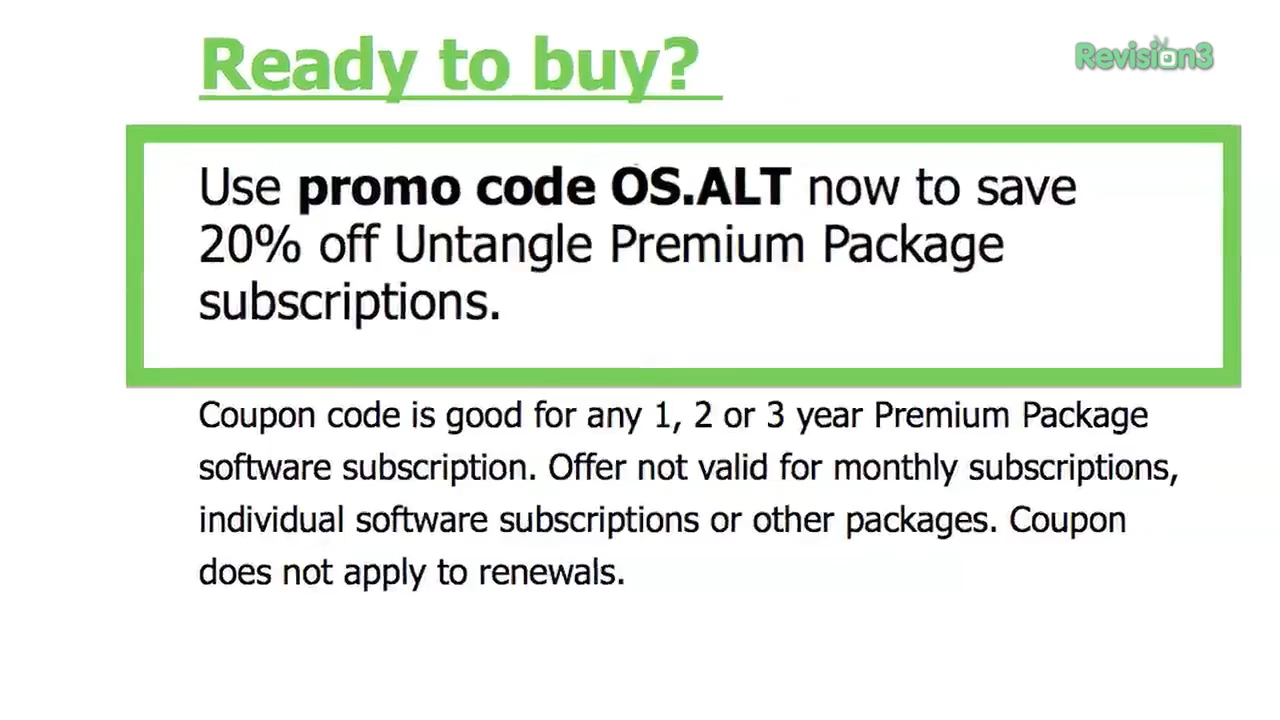 Ready to buy?
Revision3
Use promo code OS.ALT now to save
20% off Untangle Premium Package
subscriptions.
Coupon code is good for any 1, 2 or 3 year Premium Package
software subscription. Offer not valid for monthly subscriptions,
individual software subscriptions or other packages. Coupon
does not apply to renewals.